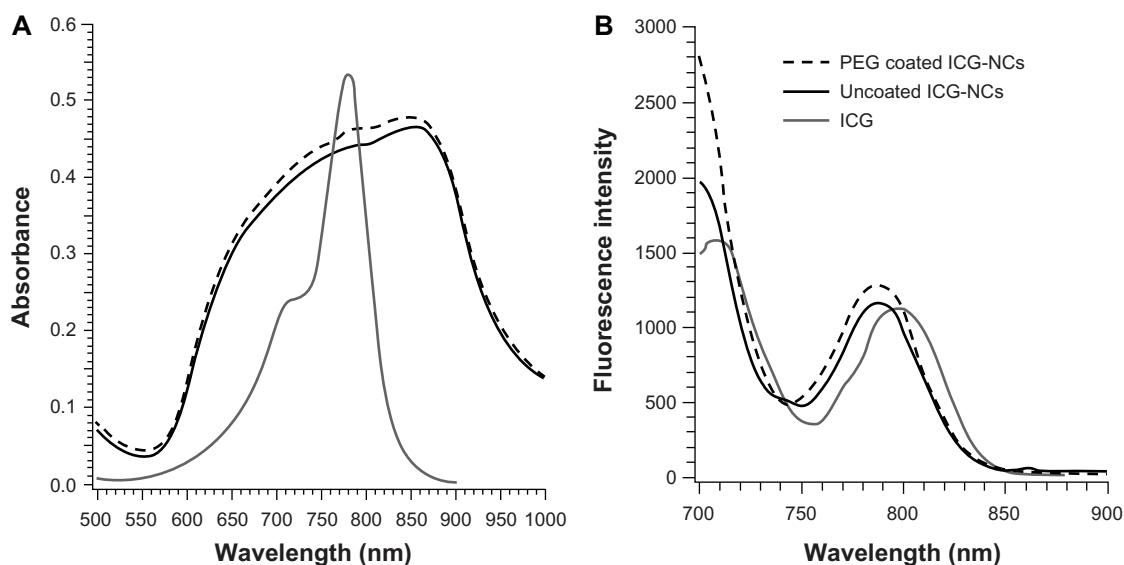 A
0.6
0.5
0.4
0.3
0.2
0.1
0.0
Absorbance
500 550 600 650 700 750 800 850 900 950 1000
Wavelength (nm)
B
3000
2500
2000
1500
1000
500
0
Fluorescence intensity
PEG coated ICG-NCs
Uncoated ICG-NCs
ICG
700 750 800 850 900
Wavelength (nm)